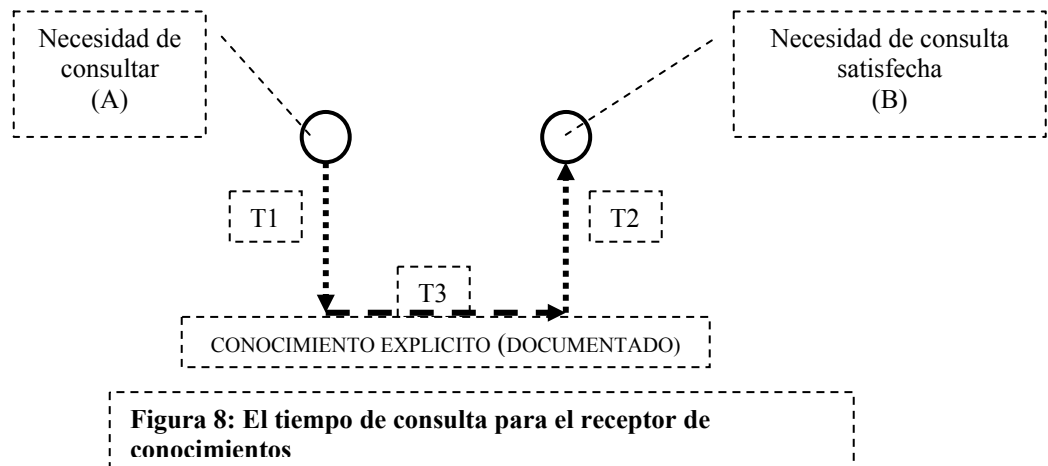 Necesidad de
consultar
(A)
Necesidad de consulta
satisfecha
(B)
T1
T2
T3
CONOCIMIENTO EXPLICITO (DOCUMENTADO)
Figura 8: El tiempo de consulta para el receptor de
conocimientos